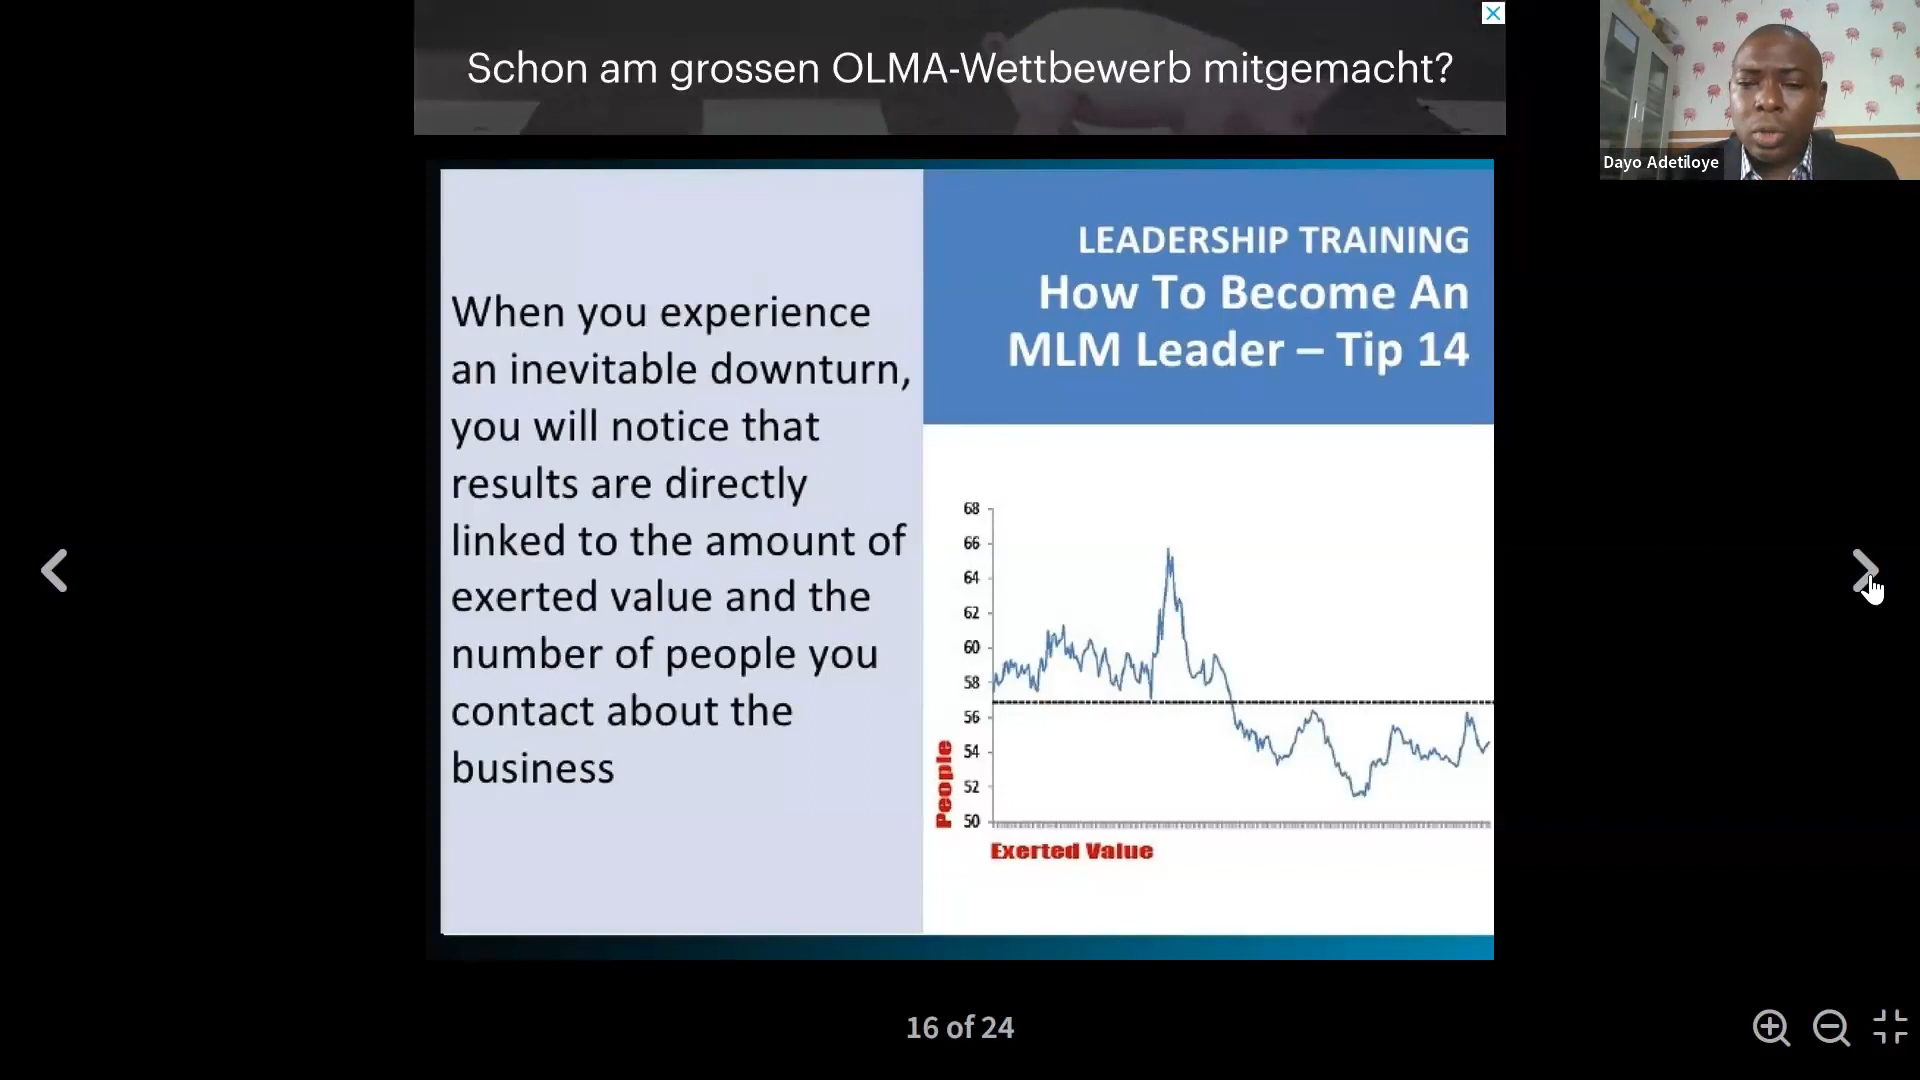 Schon am grossen OLMA-Wettbewerb mitgemacht?
Dayo Adetiloye
When you experience
an inevitable downturn,
you will notice that
results are directly
linked to the amount of
exerted value and the
number of people you
contact about the
business
LEADERSHIP TRAINING
How To Become An
MLM Leader – Tip 14
68
66
64
62
60
58
56
54
52
50
People
Exerted Value
16 of 24